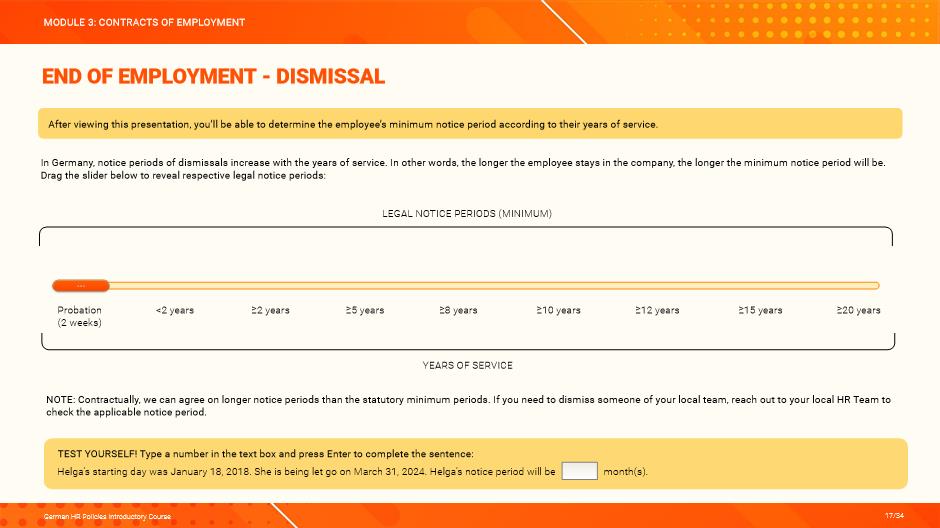 MODULE 3: CONTRACTS OF EMPLOYMENT
END OF EMPLOYMENT - DISMISSAL
After viewing this presentation, you'll be able to determine the employee's minimum notice period according to their years of service.
In Germany, notice periods of dismissals increase with the years of service. In other words, the longer the employee stays in the company, the longer the minimum notice period will be.
Drag the slider below to reveal respective legal notice periods:
LEGAL NOTICE PERIODS (MINIMUM)
Probation <2 years ≥2 years ≥5 years ≥8 years ≥10 years ≥12 years ≥15 years ≥20 years
(2 weeks)
YEARS OF SERVICE
NOTE: Contractually, we can agree on longer notice periods than the statutory minimum periods. If you need to dismiss someone of your local team, reach out to your local HR Team to
check the applicable notice period.
TEST YOURSELF! Type a number in the text box and press Enter to complete the sentence:
Helga's starting day was January 18, 2018. She is being let go on March 31, 2024. Helga's notice period will be month(s).
German HR Policies Introductory Course 17/34